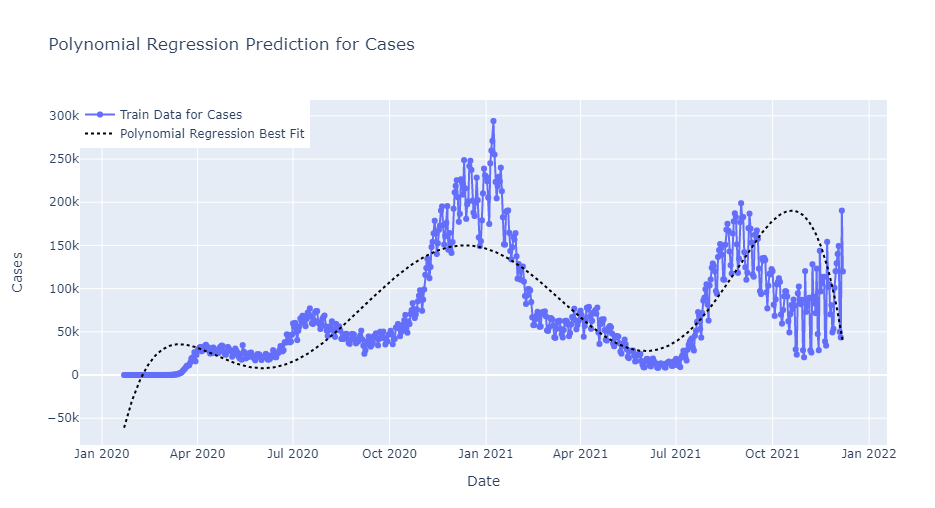 Polynomial Regression Prediction for Cases
Train Data for Cases
Polynomial Regression Best Fit
300k
250k
200k
150k
100k
50k
0
−50k
Cases
Jan 2020 Apr 2020 Jul 2020 Oct 2020 Jan 2021 Apr 2021 Jul 2021 Oct 2021 Jan 2022
Date